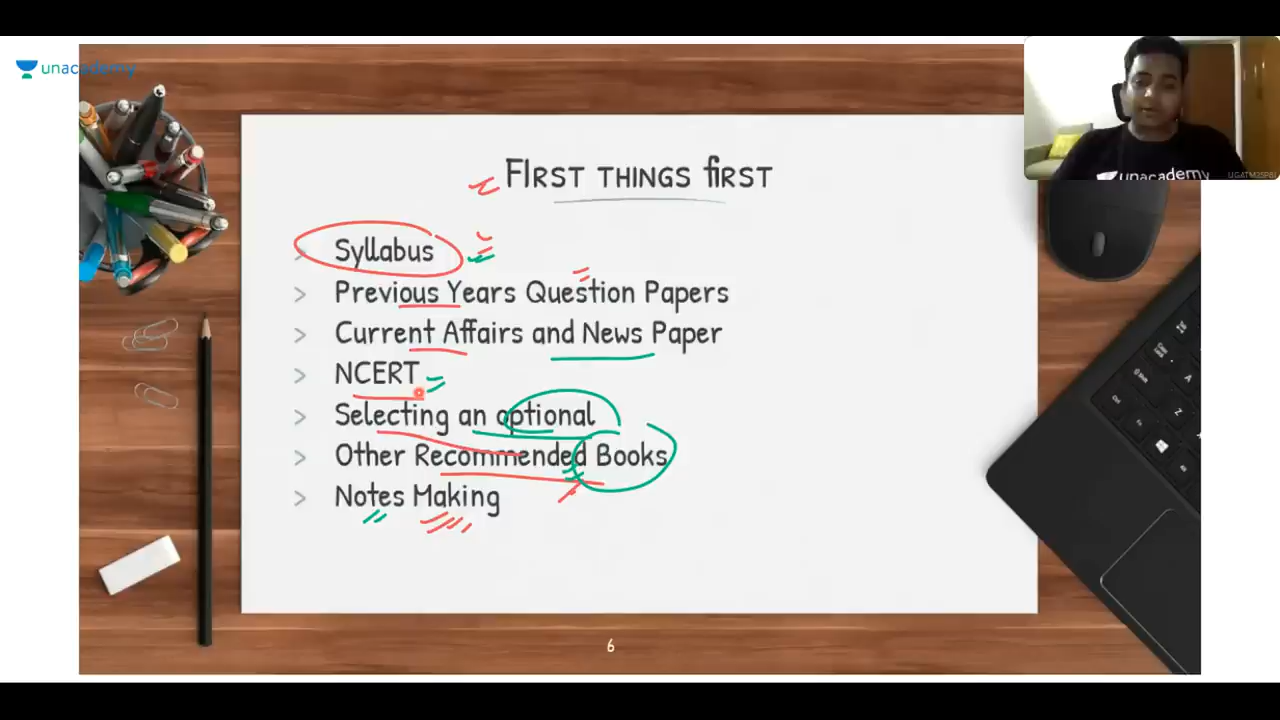 unacademy
FIRST THINGS fIRST
Syllabus
Previous Years Question Papers
Current Affairs and News Paper
NCERT
Selecting an optional
Other Recommended Books
Notes Making
6
unacademy